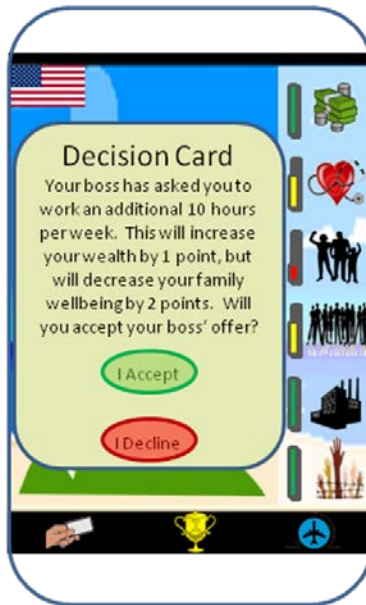 Decision Card
Your boss has asked you to
work an additional 10 hours
per week. This will increase
your wealth by 1 point, but
will decrease your family
wellbeing by 2 points. Will
you accept your boss' offer?
I Accept
I Decline